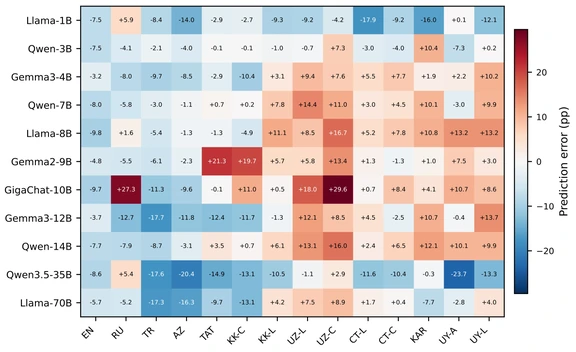 Llama-1B -7.5 +5.9 -8.4 -14.0 -2.9 -2.7 -9.2 -9.2 -4.2 -17.9 -9.2 -16.0 +0.1 -12.1
Qwen-3B -7.5 -4.1 -2.1 -4.0 -0.1 -0.1 -1.0 -0.7 +7.3 -3.0 -0.4 +10.4 -7.3 +0.2
Gemma3-4B -3.2 -8.0 -9.7 -8.5 -2.9 -10.4 +3.1 +9.4 +7.6 +5.5 +7.7 +1.9 +2.2 +10.2
Qwen-7B -8.0 -5.8 -3.0 -1.1 +0.7 +0.2 +7.8 +14.4 +11.0 +3.0 +4.5 +10.1 -3.0 +9.9
Llama-8B -9.8 +1.6 -5.4 -3.3 -1.3 -4.9 +11.1 +8.5 +16.7 +5.2 +7.8 +10.8 +13.2 +13.2
Gemma2-9B -4.8 -5.5 -6.1 -2.3 +21.3 +19.7 +5.7 +5.8 +13.4 +1.3 -1.3 +1.0 +7.5 +3.0
GigaChat-10B -9.7 +27.3 -11.3 -9.6 -0.1 +11.0 +0.5 +18.0 +29.6 +0.7 +8.4 +4.1 +10.7 +8.6
Gemma3-12B -3.7 -12.7 -17.7 -11.8 -12.4 -11.7 -1.3 +12.1 +8.5 +4.5 -2.5 +10.7 -0.4 +13.7
Qwen-14B -7.7 -7.9 -8.7 -3.1 +3.5 +0.7 +6.1 +13.1 +16.0 +2.4 +6.5 +12.1 +10.1 +9.9
Qwen3.5-35B -8.6 +5.4 -17.6 -20.4 -14.9 -13.1 -10.5 -1.1 +2.9 -11.6 -10.4 -0.3 -23.7 -13.3
Llama-70B -5.7 -5.2 -17.3 -16.3 -9.7 -13.1 +4.2 +7.5 +8.9 +1.7 +0.4 -7.7 -2.8 +4.0
EN RU TR AZ TAT KK-C KK-L UZ-L UZ-C CT-L CT-C KAR UY-A UY-L
20
10
0
−10
−20
Prediction error (pp)